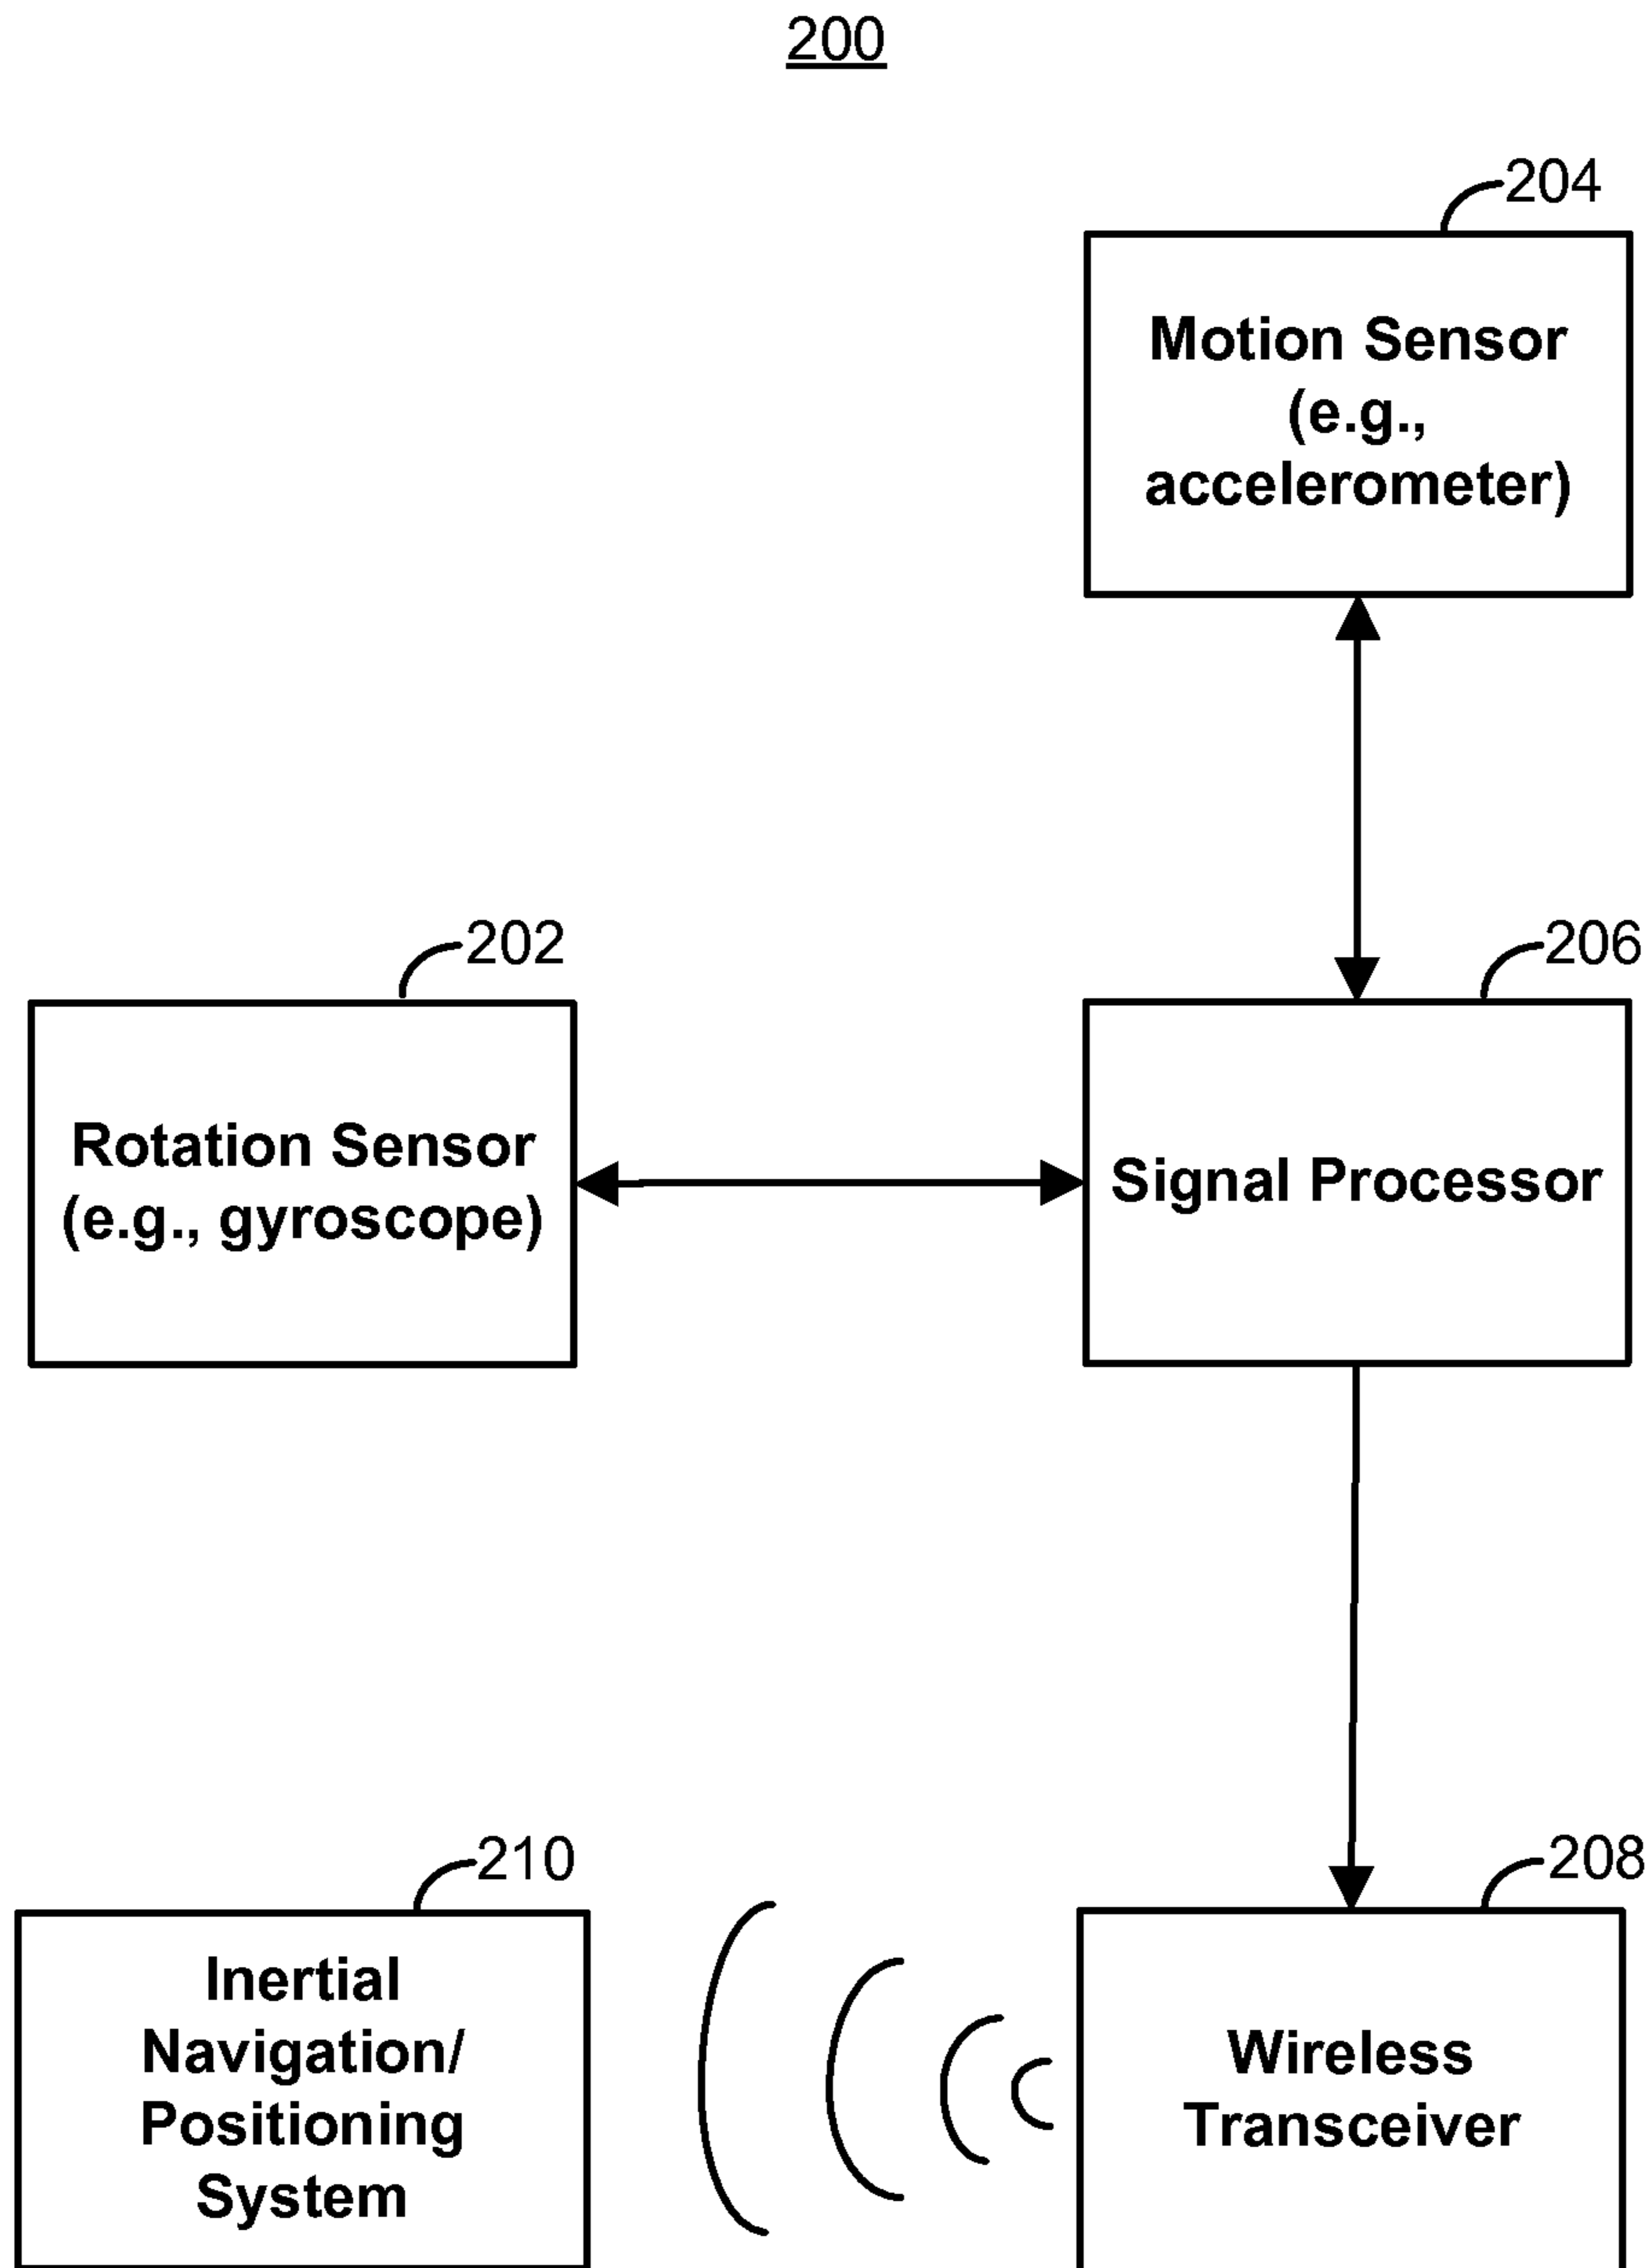 200
204
Motion Sensor
(e.g.,
accelerometer)
202
206
Rotation Sensor
(e.g., gyroscope)
Signal Processor
210
208
Inertial
Navigation/
Positioning
System
Wireless
Transceiver